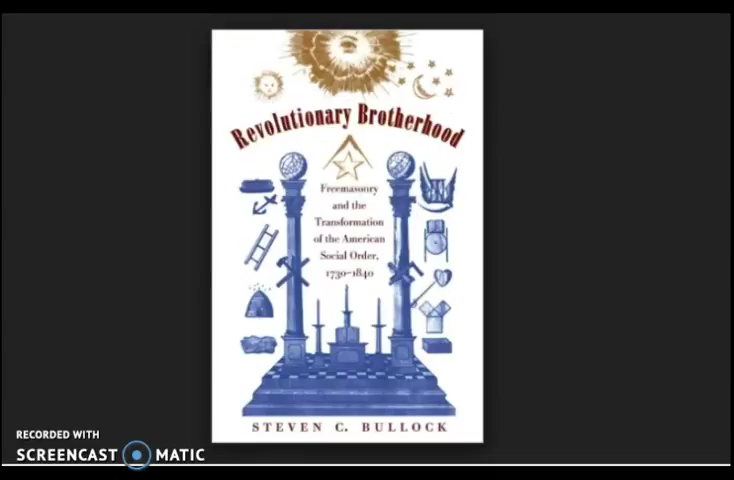 Revolutionary Brotherhood
Freemasonry
and the
Transformation
of the American
Social Order,
1730–1840
STEVEN C. BULLOCK
RECORDED WITH
SCREENCAST MATIC